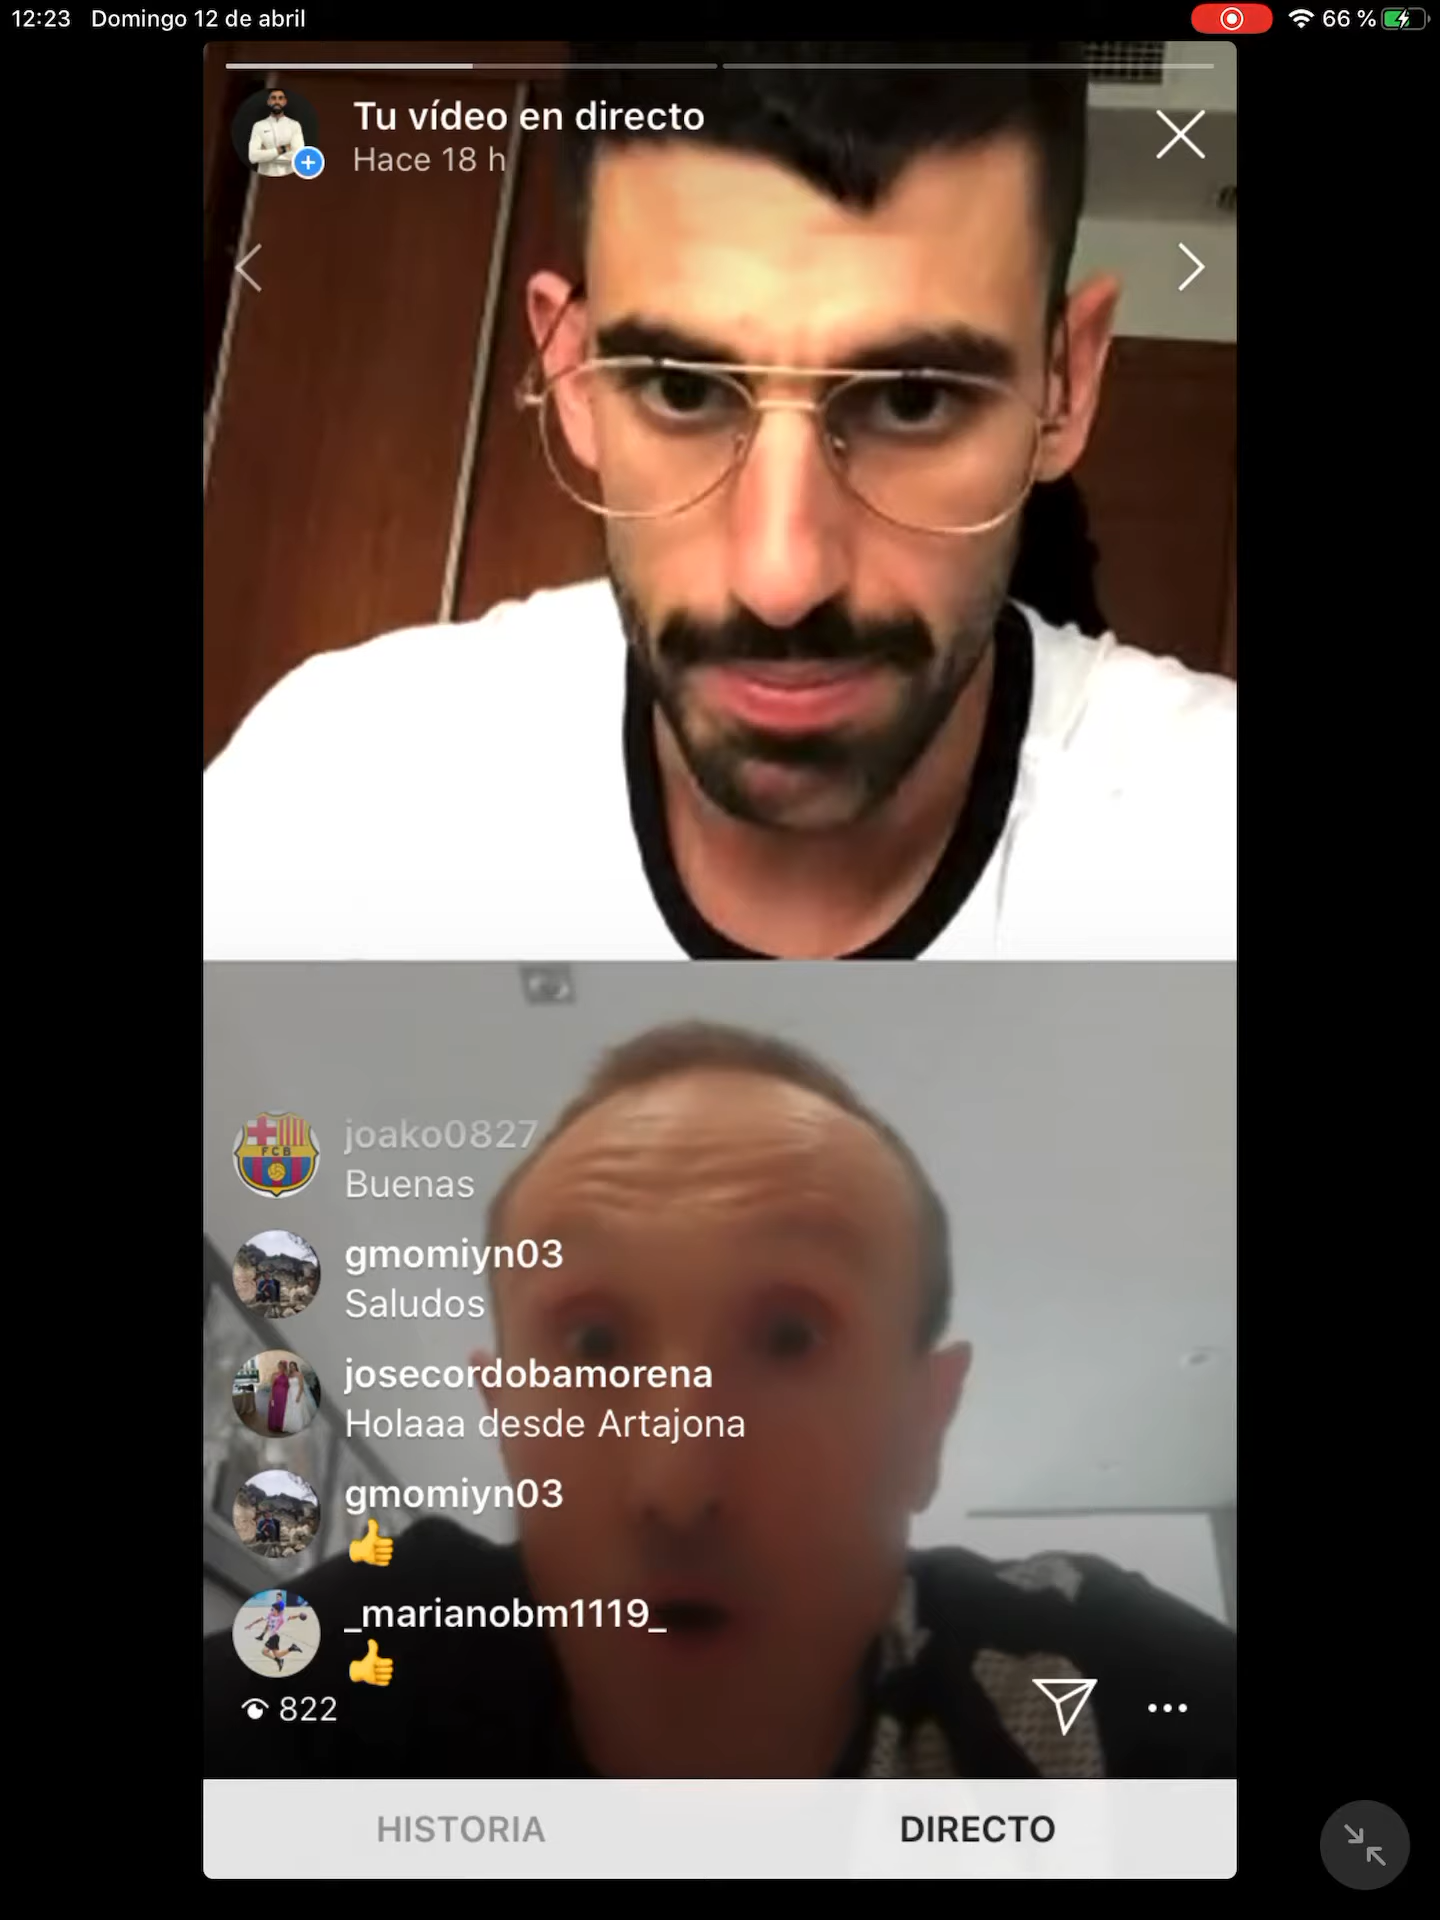 12:23 Domingo 12 de abril
66 %
Tu vídeo en directo
Hace 18 h
FCB
joako0827
Buenas
gmomiyn03
Saludos
josecordobamorena
Holaaa desde Artajona
gmomiyn03
👍
_marianobm1119_
👍
822
HISTORIA
DIRECTO